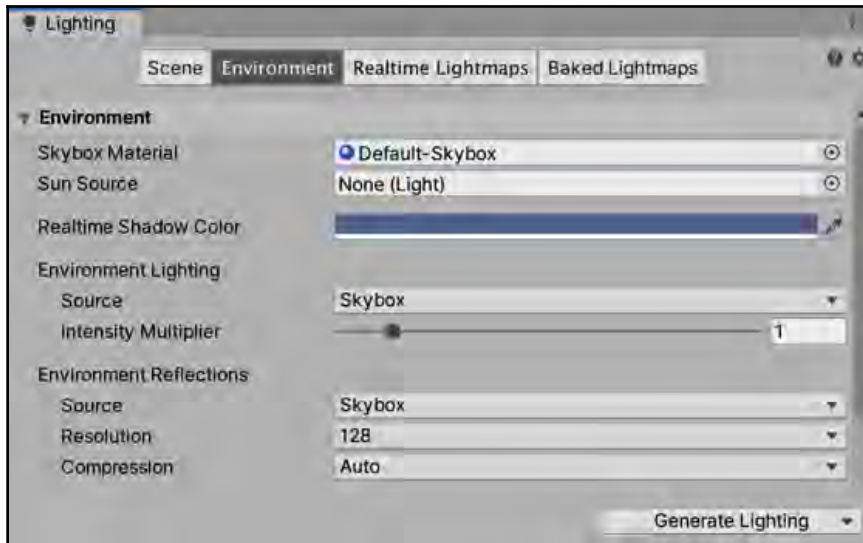 Lighting
Scene Environment Realtime Lightmaps Baked Lightmaps
Environment
Skybox Material Default-Skybox
Sun Source None (Light)
Realtime Shadow Color
Environment Lighting
Source Skybox
Intensity Multiplier 1
Environment Reflections
Source Skybox
Resolution 128
Compression Auto
Generate Lighting